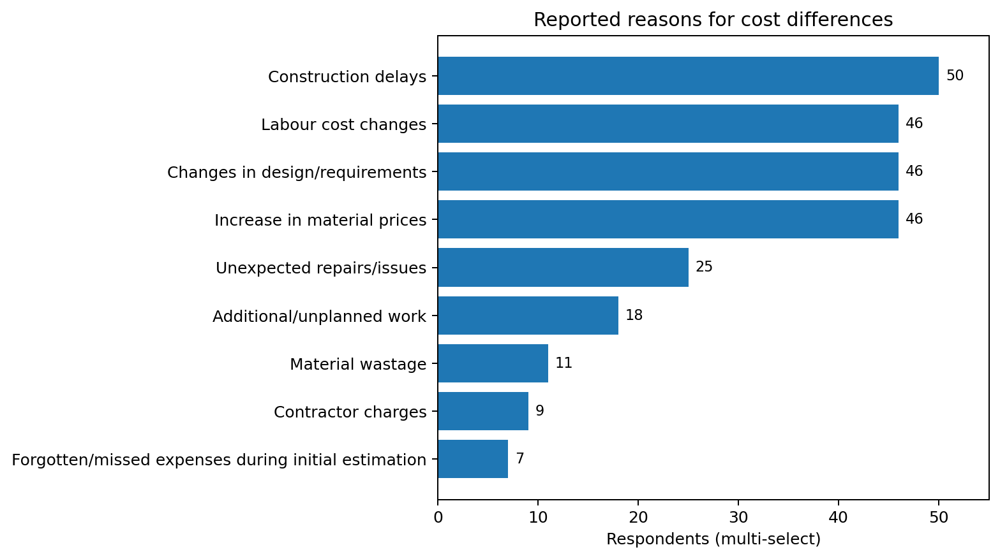 Reported reasons for cost differences
Construction delays 50
Labour cost changes 46
Changes in design/requirements 46
Increase in material prices 46
Unexpected repairs/issues 25
Additional/unplanned work 18
Material wastage 11
Contractor charges 9
Forgotten/missed expenses during initial estimation 7
0 10 20 30 40 50
Respondents (multi-select)